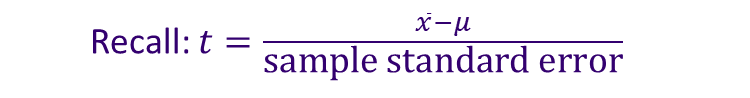 Recall: t = (x̄−μ) / (sample standard error)